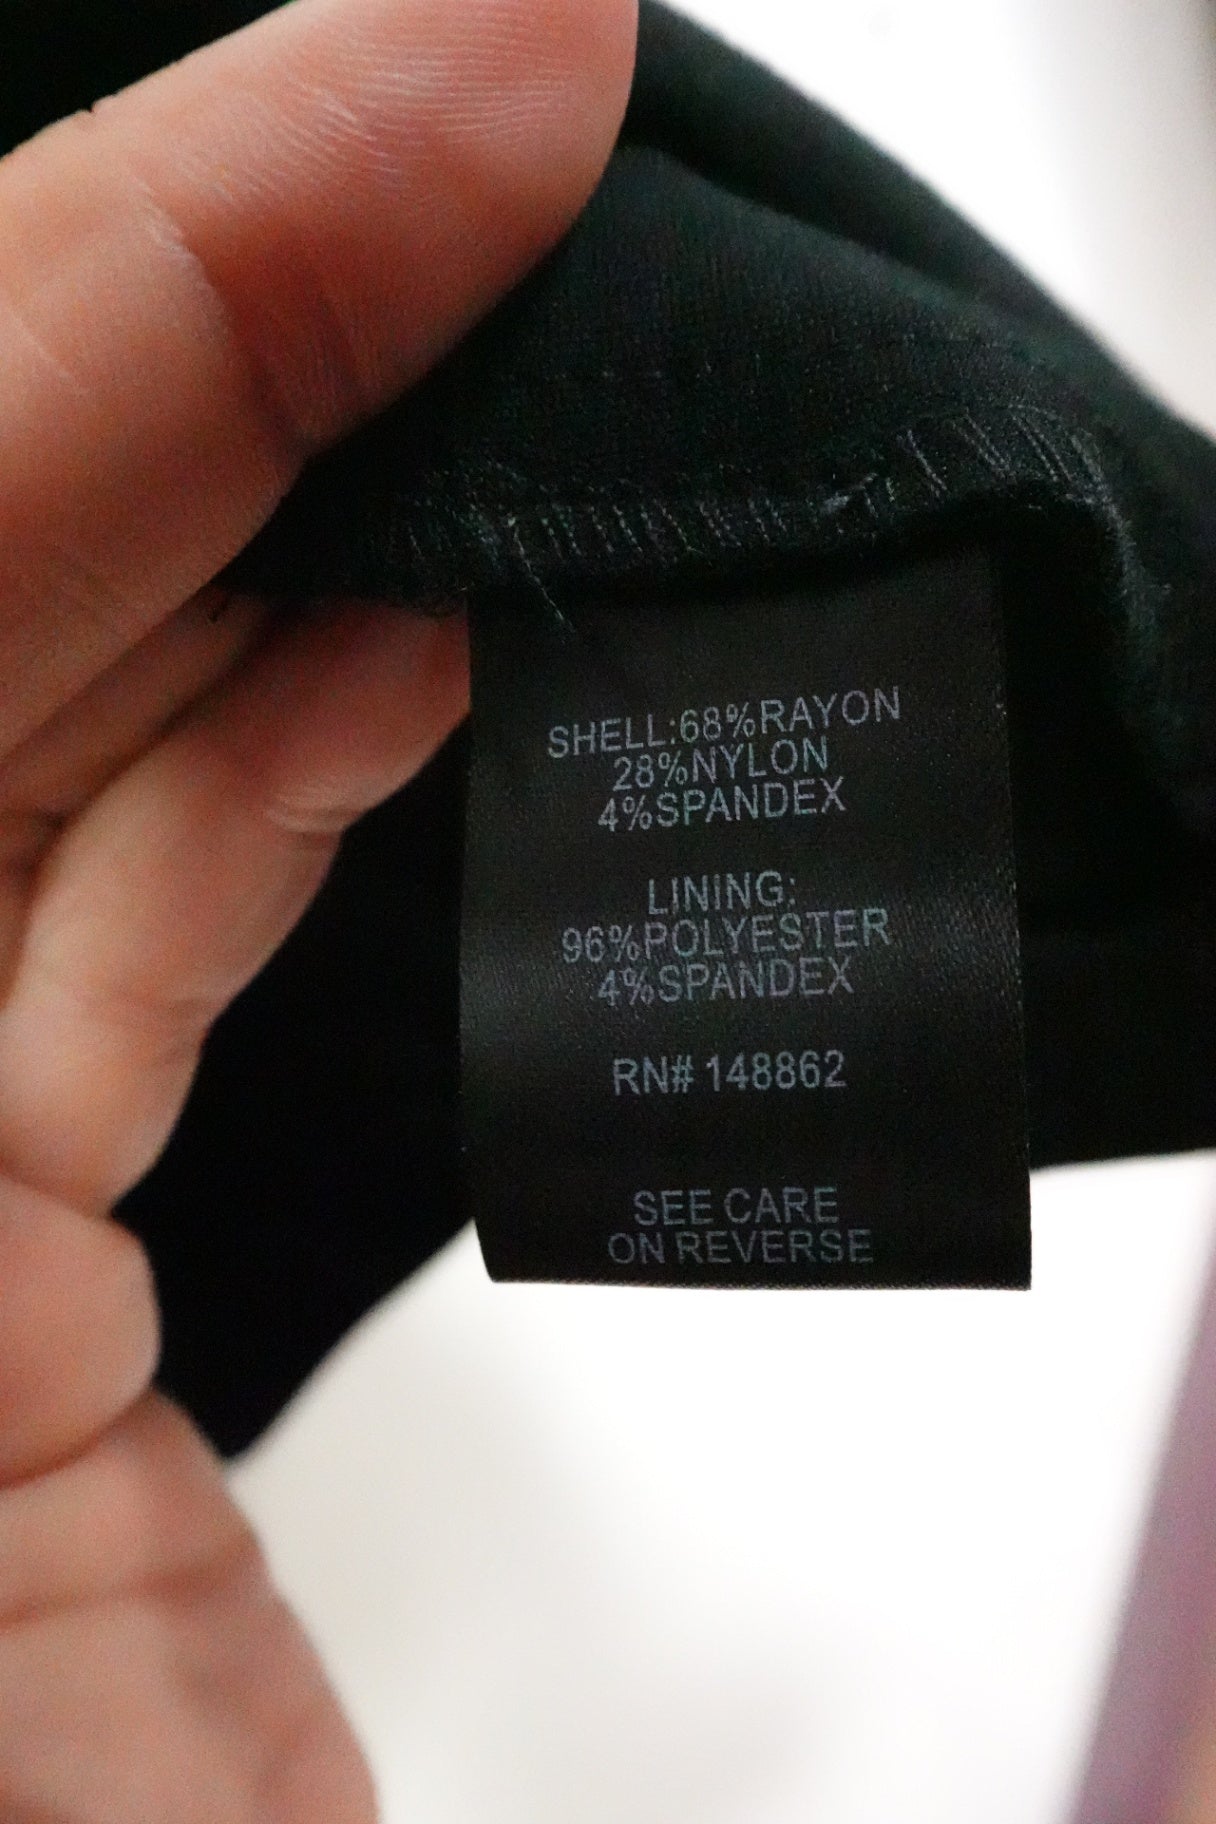 SHELL:68%RAYON
28%NYLON
4%SPANDEX
LINING:
96%POLYESTER
4%SPANDEX
RN# 148862
SEE CARE
ON REVERSE